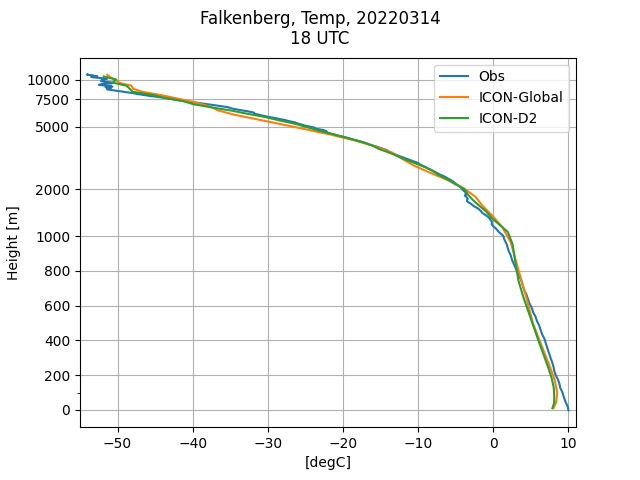 Falkenberg, Temp, 20220314
18 UTC
Obs
ICON-Global
ICON-D2
Height [m]
10000
7500
5000
2000
1000
800
600
400
200
0
−50
−40
−30
−20
−10
0
10
[degC]